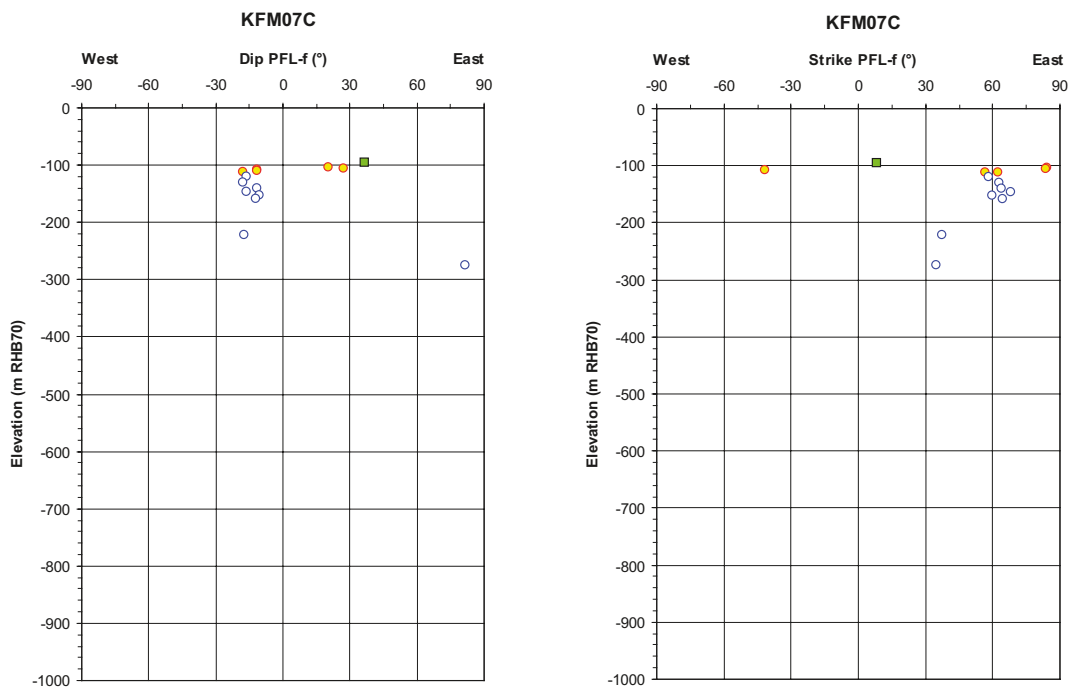 KFM07C
West Dip PFL-f (°) East
-90 -60 -30 0 30 60 90
0
-100
-200
-300
-400
-500
-600
-700
-800
-900
-1000
Elevation (m RHB70)
KFM07C
West Strike PFL-f (°) East
-90 -30 0 30 60 90
0
-100
-200
-300
-400
-500
-600
-700
-800
-900
-1000
Elevation (m RHB70)